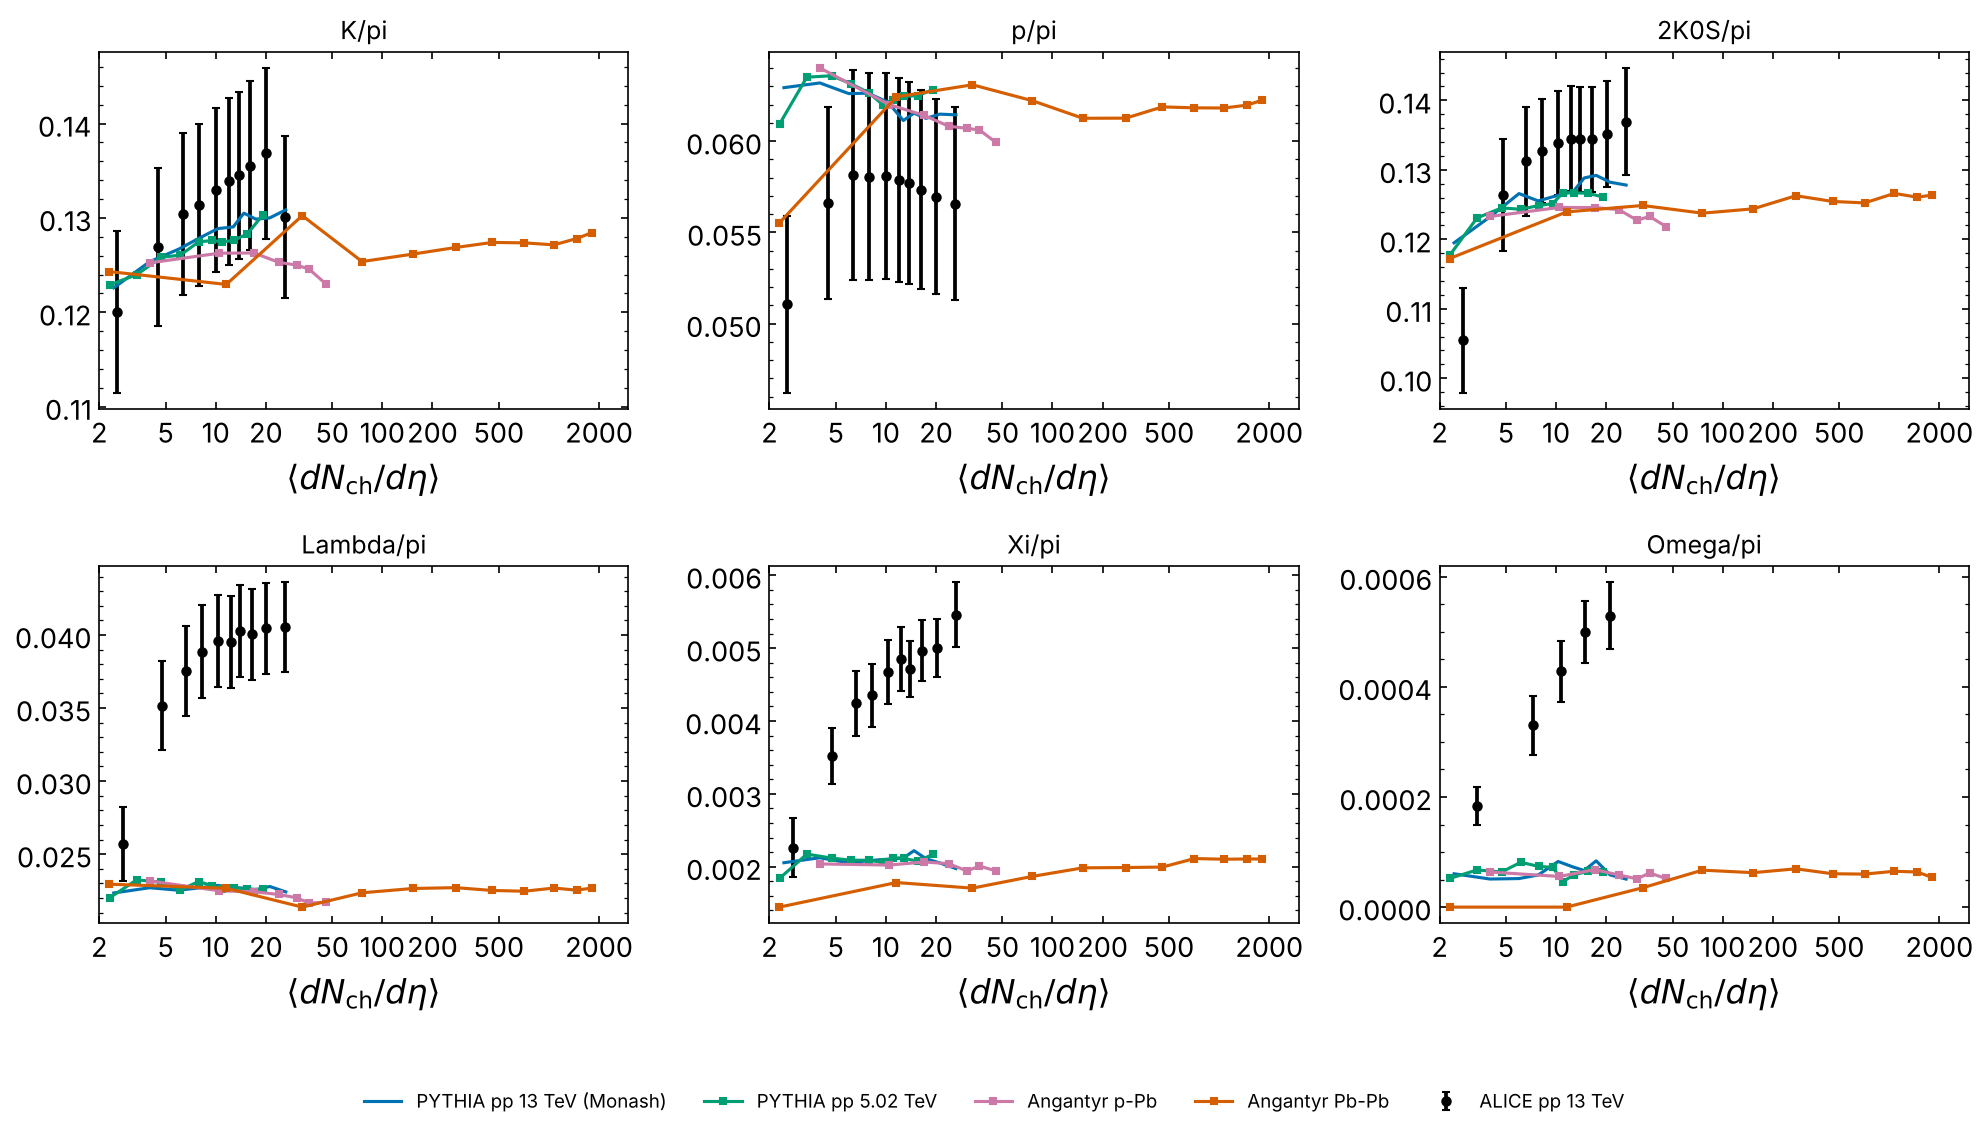 K/pi
p/pi
2K0S/pi
0.14
0.13
0.12
0.11
2 5 10 20 50 100 200 500 2000
⟨dNch/dη⟩
0.060
0.055
0.050
2 5 10 20 50 100 200 500 2000
⟨dNch/dη⟩
0.14
0.13
0.12
0.11
0.10
2 5 10 20 50 100 200 500 2000
⟨dNch/dη⟩
Lambda/pi
Xi/pi
Omega/pi
0.040
0.035
0.030
0.025
2 5 10 20 50 100 200 500 2000
⟨dNch/dη⟩
0.006
0.005
0.004
0.003
0.002
2 5 10 20 50 100 200 500 2000
⟨dNch/dη⟩
0.0006
0.0004
0.0002
0.0000
2 5 10 20 50 100 200 500 2000
⟨dNch/dη⟩
PYTHIA pp 13 TeV (Monash) PYTHIA pp 5.02 TeV Angantyr p-Pb Angantyr Pb-Pb ALICE pp 13 TeV